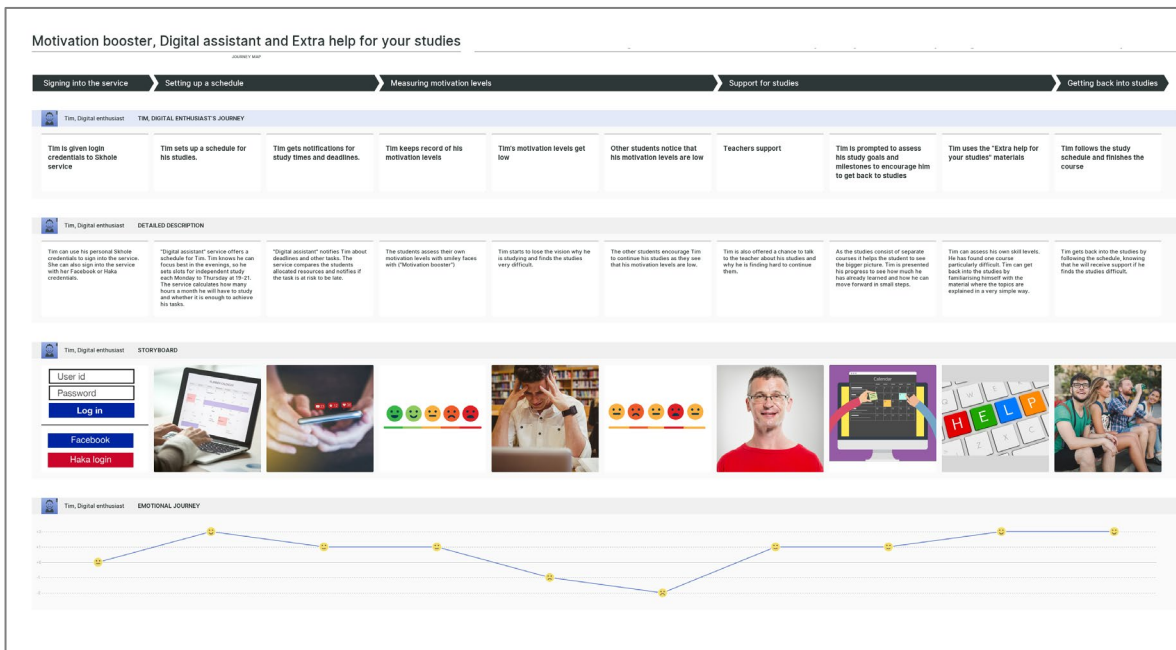 Motivation booster, Digital assistant and Extra help for your studies
JOURNEY MAP
Signing into the service
Setting up a schedule
Measuring motivation levels
Support for studies
Getting back into studies
Tim, Digital enthusiast
TIM, DIGITAL ENTHUSIAST'S JOURNEY
Tim is given login
credentials to Skhole
service
Tim sets up a schedule for
his studies.
Tim gets notifications for
study times and deadlines.
Tim keeps record of his
motivation levels
Tim's motivation levels get
low
Other students notice that
his motivation levels are low
Teachers support
Tim is prompted to assess
his study goals and
milestones to encourage him
to get back to studies
Tim uses the "Extra help for
your studies" materials
Tim follows the study
schedule and finishes the
course
Tim, Digital enthusiast
DETAILED DESCRIPTION
Tim can use his personal Skhole
credentials to sign into the service.
She can also sign into the service
with her Facebook or Haka
credentials.
"Digital assistant" service offers a
schedule for Tim. Tim knows he can
focus best in the evenings, so he
sets slots for independent study
each Monday to Thursday at 19-21.
The service calculates how many
hours a month he will have to study
and whether it is enough to achieve
his tasks.
"Digital assistant" notifies Tim about
deadlines and other tasks. The
service compares the students
allocated resources and notifies if
the task is at risk to be late.
The students assess their own
motivation levels with smiley faces
with ("Motivation booster")
Tim starts to lose the vision why he
is studying and finds the studies
very difficult.
The other students encourage Tim
to continue his studies as they see
that his motivation levels are low.
Tim is also offered a chance to talk
to the teacher about his studies and
why he is finding hard to continue
them.
As the studies consist of separate
courses it helps the student to see
the bigger picture. Tim is presented
his progress to see how much he
has already learned and how he can
move forward in small steps.
Tim can assess his own skill levels.
He has found one course
particularly difficult. Tim can get
back into the studies by
familiarising himself with the
material where the topics are
explained in a very simple way.
Tim gets back into the studies by
following the schedule, knowing
that he will receive support if he
finds the studies difficult.
Tim, Digital enthusiast
STORYBOARD
User id
Password
Log in
Facebook
Haka login
Calendar
H E L P
Tim, Digital enthusiast
EMOTIONAL JOURNEY